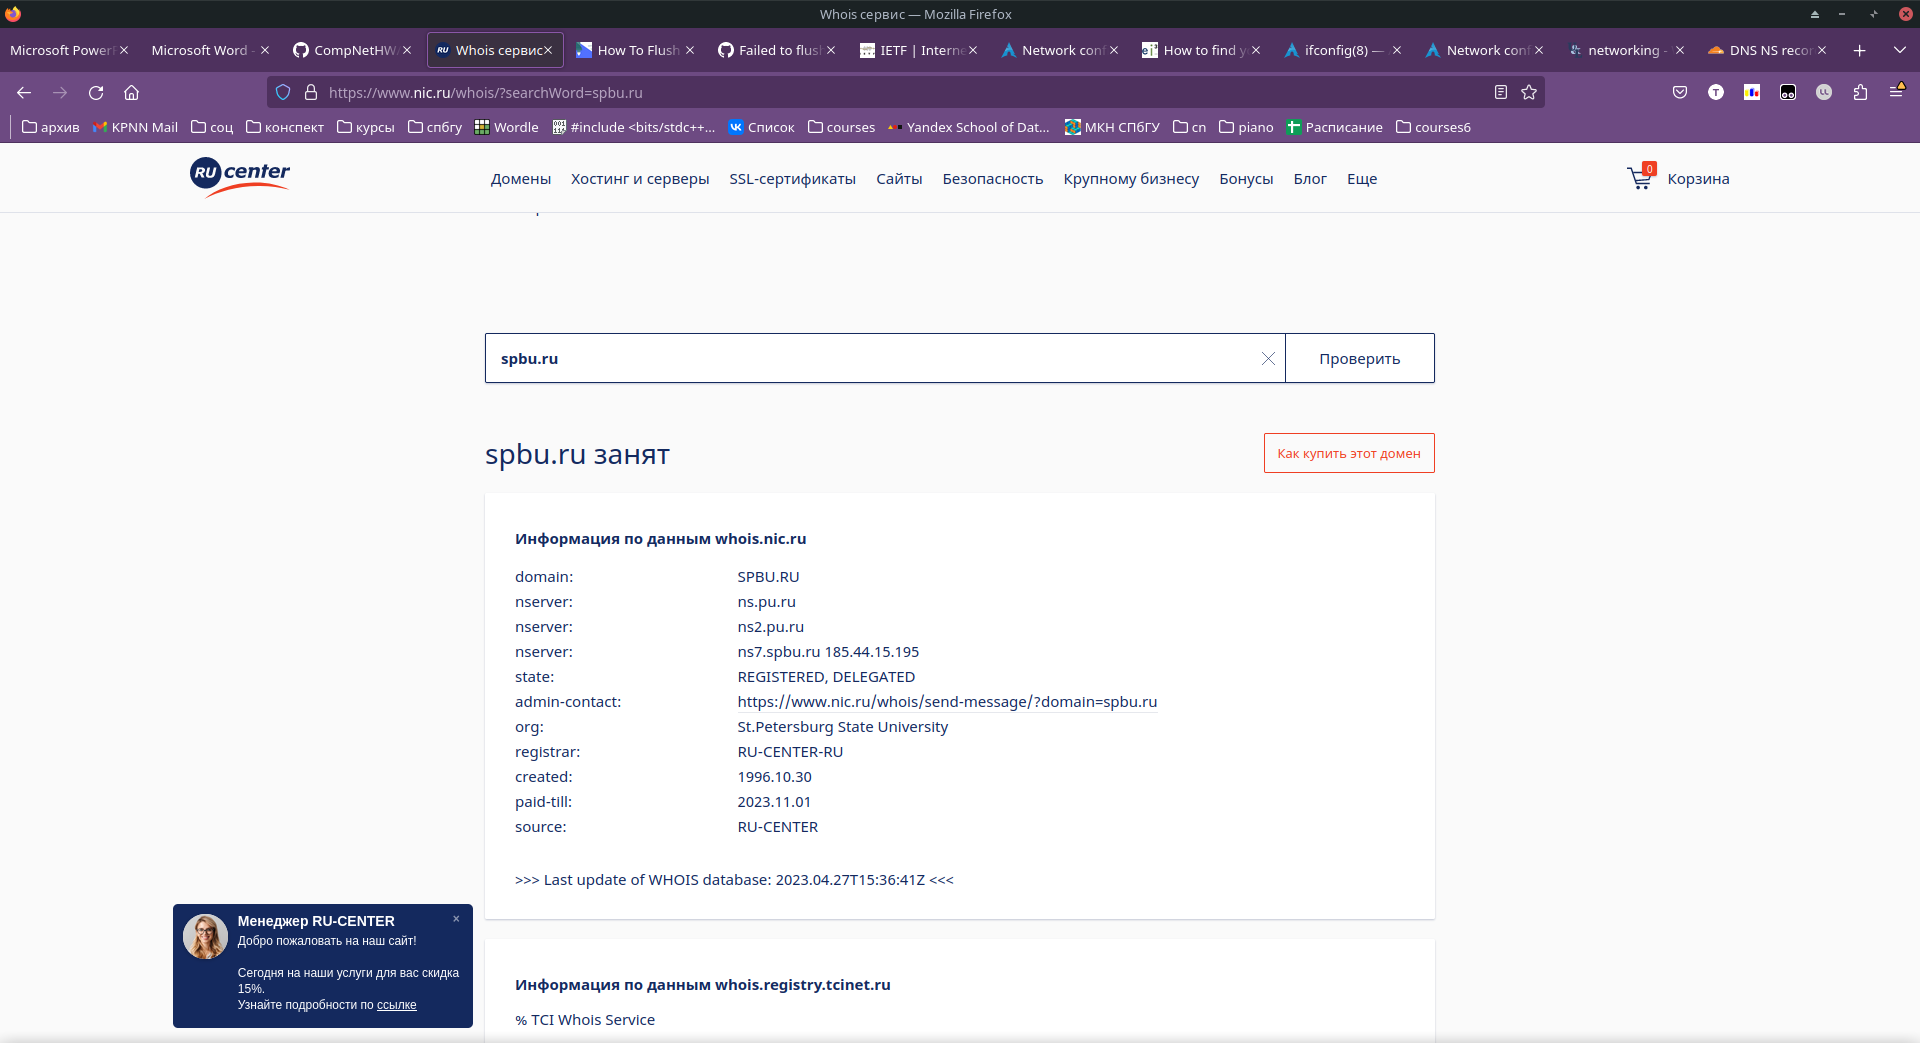 Whois сервис — Mozilla Firefox
Microsoft Power
Microsoft Word -
CompNetHW
Whois сервис
How To Flush
Failed to flus
IETF | Interne
Network conf
How to find y
ifconfig(8) —
Network conf
networking -
DNS NS recor
https://www.nic.ru/whois/?searchWord=spbu.ru
архив
KPNN Mail
соц
конспект
курсы
спбгу
Wordle
#include <bits/stdc++...
Список
courses
Yandex School of Dat...
МКН СПбГУ
cn
piano
Расписание
courses6
RU center
Домены
Хостинг и серверы
SSL-сертификаты
Сайты
Безопасность
Крупному бизнесу
Бонусы
Блог
Еще
0
Корзина
spbu.ru
Проверить
spbu.ru занят
Как купить этот домен
Информация по данным whois.nic.ru
domain: SPBU.RU
nserver: ns.pu.ru
nserver: ns2.pu.ru
nserver: ns7.spbu.ru 185.44.15.195
state: REGISTERED, DELEGATED
admin-contact: https://www.nic.ru/whois/send-message/?domain=spbu.ru
org: St.Petersburg State University
registrar: RU-CENTER-RU
created: 1996.10.30
paid-till: 2023.11.01
source: RU-CENTER
>>> Last update of WHOIS database: 2023.04.27T15:36:41Z <<<
Менеджер RU-CENTER
Добро пожаловать на наш сайт!
Сегодня на наши услуги для вас скидка
15%.
Узнайте подробности по ссылке
Информация по данным whois.registry.tcinet.ru
% TCI Whois Service